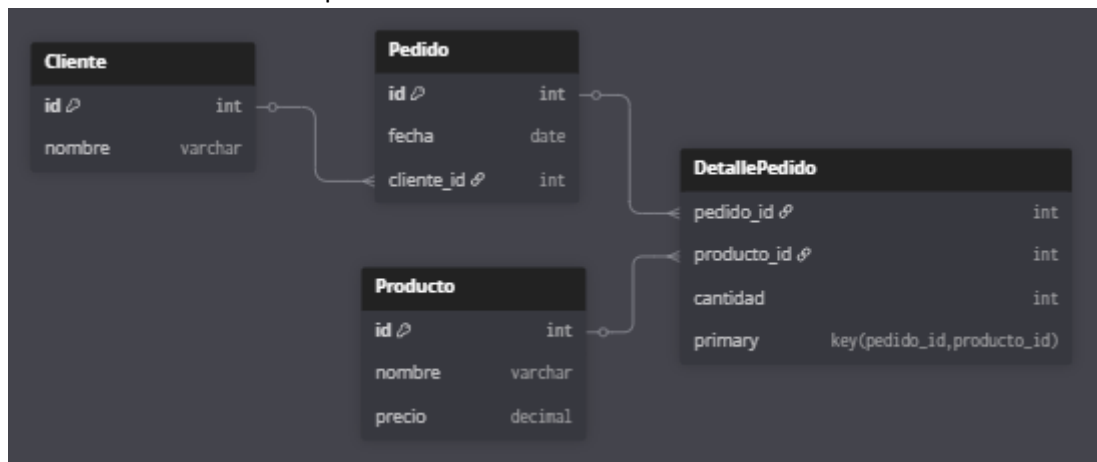 Cliente
id int
nombre varchar
Pedido
id int
fecha date
cliente_id int
Producto
id int
nombre varchar
precio decimal
DetallePedido
pedido_id int
producto_id int
cantidad int
primary key(pedido_id,producto_id)